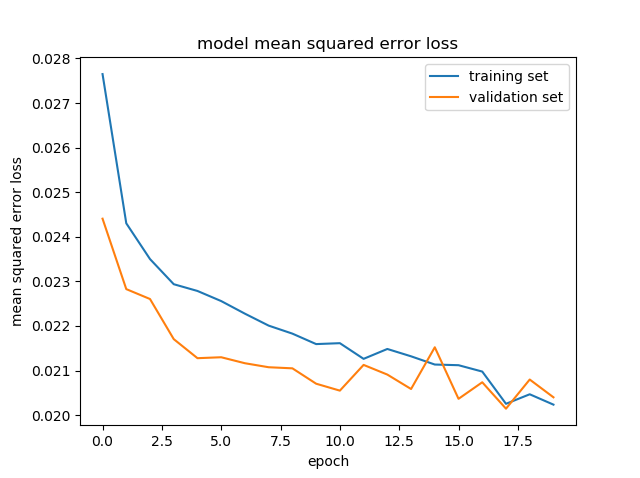 model mean squared error loss
training set
validation set
mean squared error loss
0.028
0.027
0.026
0.025
0.024
0.023
0.022
0.021
0.020
0.0 2.5 5.0 7.5 10.0 12.5 15.0 17.5
epoch